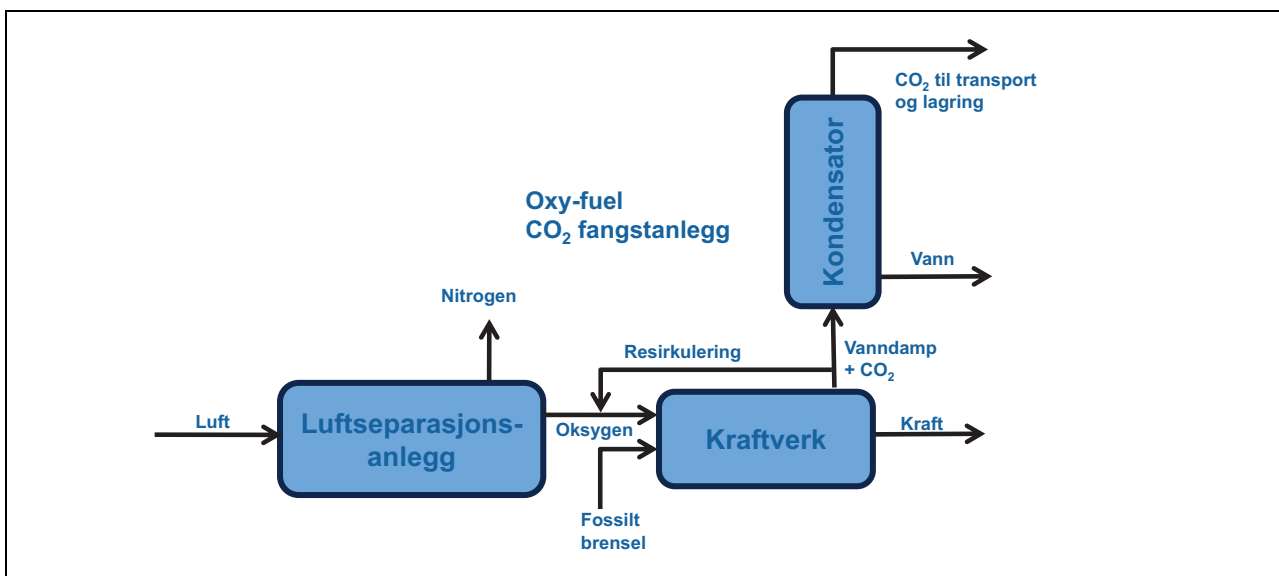 CO₂ til transport
og lagring
Kondensator
Oxy-fuel
CO₂ fangstanlegg
Vann
Nitrogen
Resirkulering
Vanndamp
+ CO₂
Luft
Luftseparasjons-
anlegg
Oksygen
Kraftverk
Kraft
Fossilt
brensel